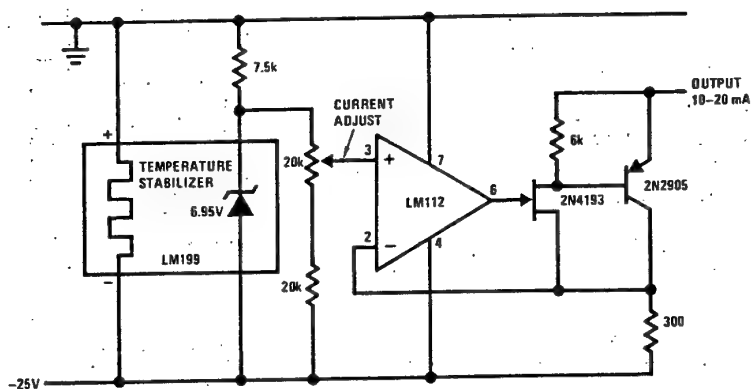 7.5k
OUTPUT
10-20 mA
CURRENT
ADJUST
+
TEMPERATURE
STABILIZER
20k
3
+
7
6k
6.95V
LM112
6
2N4193
2N2905
2
−
4
LM199
−
20k
300
−25V